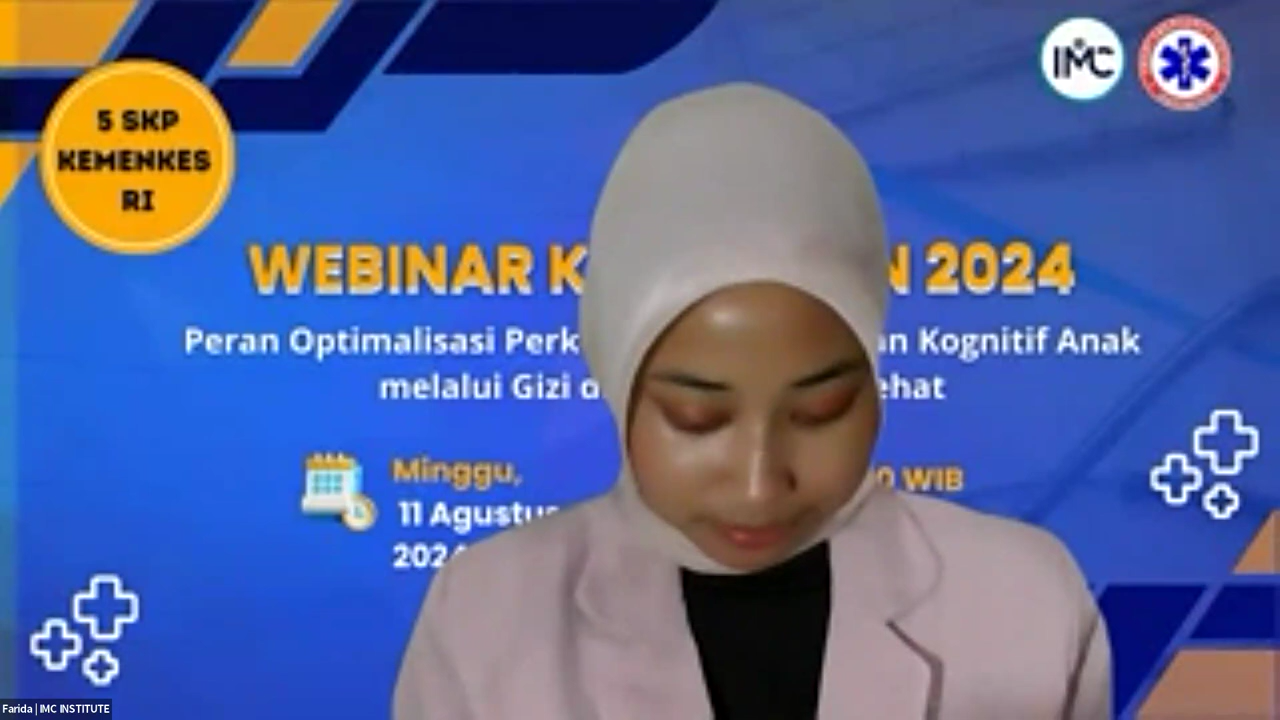 IMC
5 SKP
KEMENKES
RI
WEBINAR K N 2024
Peran Optimalisasi Perk an Kognitif Anak
melalui Gizi d ehat
Minggu,
11 Agustus
2024
0 WIB
Farida | IMC INSTITUTE